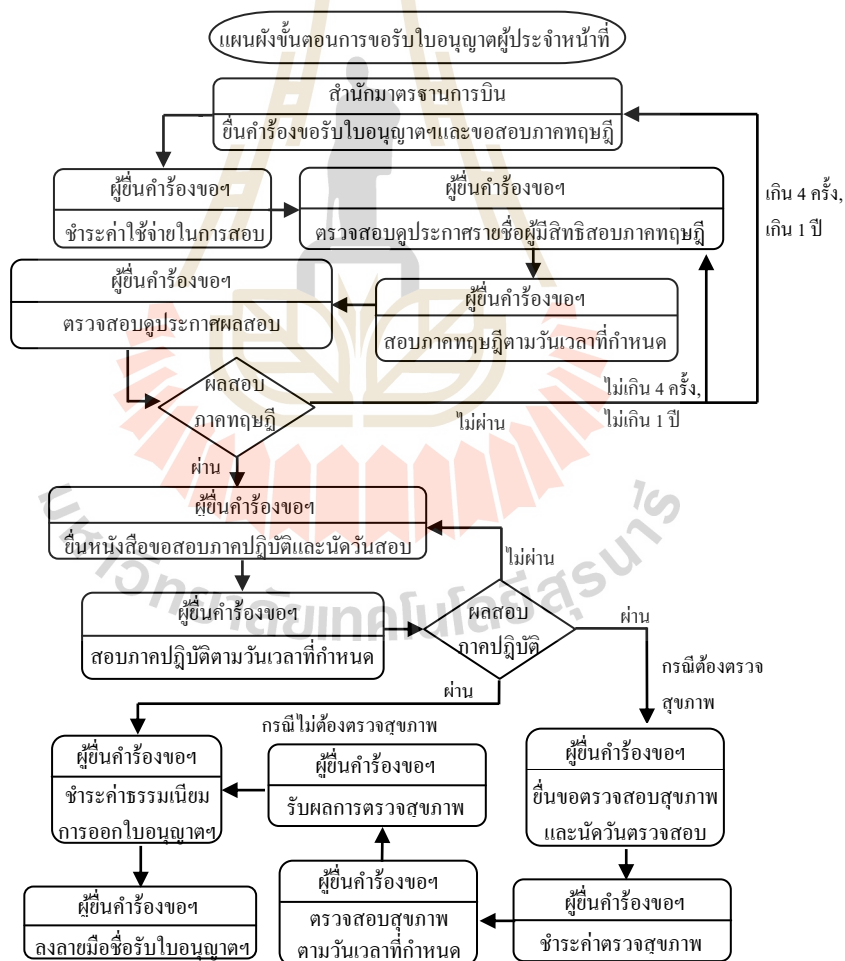 แผนผังขั้นตอนการขอรับใบอนุญาตผู้ประจำหน้าที่
สำนักมาตรฐานการบิน
ยื่นคำร้องขอรับใบอนุญาตฯและขอสอบภาคทฤษฎี
ผู้ยื่นคำร้องขอฯ
ชำระค่าใช้จ่ายในการสอบ
ผู้ยื่นคำร้องขอฯ
ตรวจสอบดูประกาศรายชื่อผู้มีสิทธิสอบภาคทฤษฎี
เกิน 4 ครั้ง,
เกิน 1 ปี
ผู้ยื่นคำร้องขอฯ
ตรวจสอบดูประกาศผลสอบ
ผู้ยื่นคำร้องขอฯ
สอบภาคทฤษฎีตามวันเวลาที่กำหนด
ผลสอบ
ภาคทฤษฎี
ไม่ผ่าน
ไม่เกิน 4 ครั้ง,
ไม่เกิน 1 ปี
ผ่าน
ผู้ยื่นคำร้องขอฯ
ยื่นหนังสือขอสอบภาคปฎิบัติและนัดวันสอบ
ไม่ผ่าน
ผู้ยื่นคำร้องขอฯ
สอบภาคปฎิบัติตามวันเวลาที่กำหนด
ผลสอบ
ภาคปฎิบัติ
ผ่าน
กรณีต้องตรวจ
สุขภาพ
ผ่าน
กรณีไม่ต้องตรวจสุขภาพ
ผู้ยื่นคำร้องขอฯ
ชำระค่าธรรมเนียม
การออกใบอนุญาตฯ
ผู้ยื่นคำร้องขอฯ
รับผลการตรวจสุขภาพ
ผู้ยื่นคำร้องขอฯ
ยื่นขอตรวจสอบสุขภาพ
และนัดวันตรวจสอบ
ผู้ยื่นคำร้องขอฯ
ลงลายมือชื่อรับใบอนุญาตฯ
ผู้ยื่นคำร้องขอฯ
ตรวจสอบสุขภาพ
ตามวันเวลาที่กำหนด
ผู้ยื่นคำร้องขอฯ
ชำระค่าตรวจสุขภาพ
มหาวิทยาลัยเทคโนโลยีสุรนารี